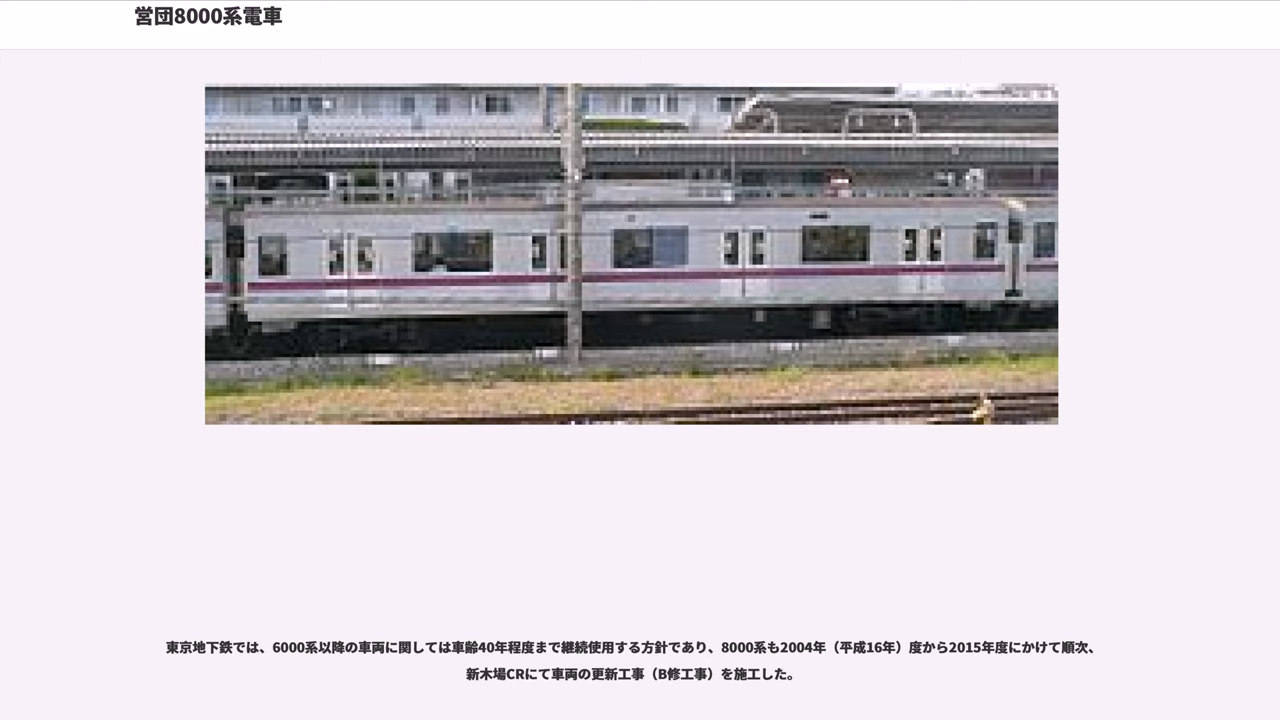 営団8000系電車
東京地下鉄では、6000系以降の車両に関しては車齢40年程度まで継続使用する方針であり、8000系も2004年（平成16年）度から2015年度にかけて順次、
新木場CRにて車両の更新工事（B修工事）を施工した。